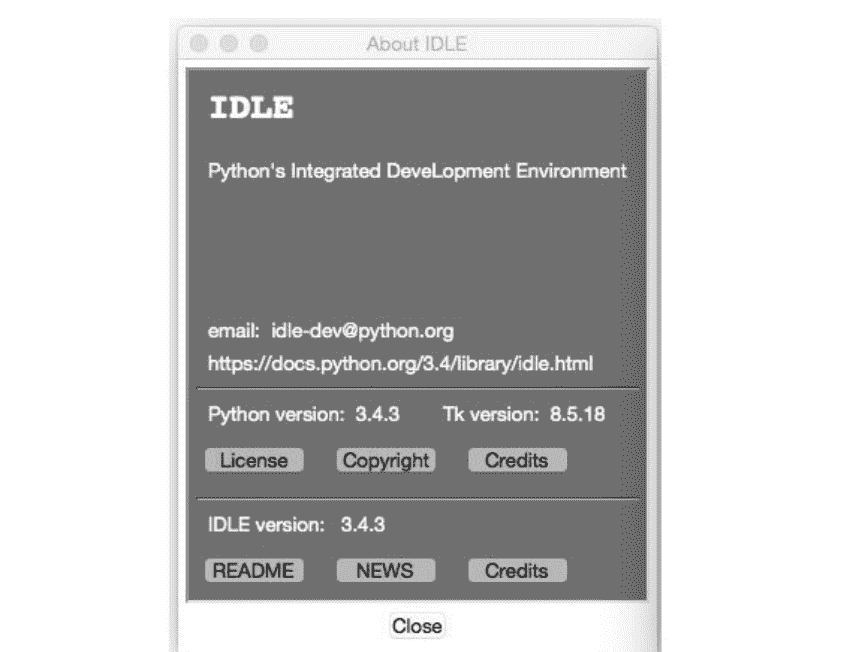 About IDLE
IDLE
Python's Integrated DeveLopment Environment
email: idle-dev@python.org
https://docs.python.org/3.4/library/idle.html
Python version: 3.4.3 Tk version: 8.5.18
License Copyright Credits
IDLE version: 3.4.3
README NEWS Credits
Close